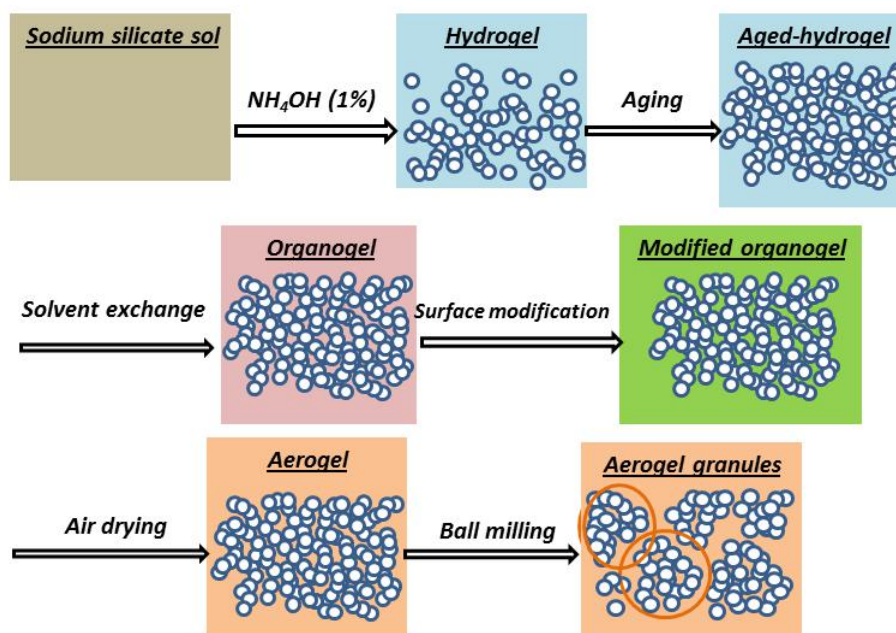 Sodium silicate sol
NH₄OH (1%)
Hydrogel
Aging
Aged-hydrogel
Solvent exchange
Organogel
Surface modification
Modified organogel
Air drying
Aerogel
Ball milling
Aerogel granules